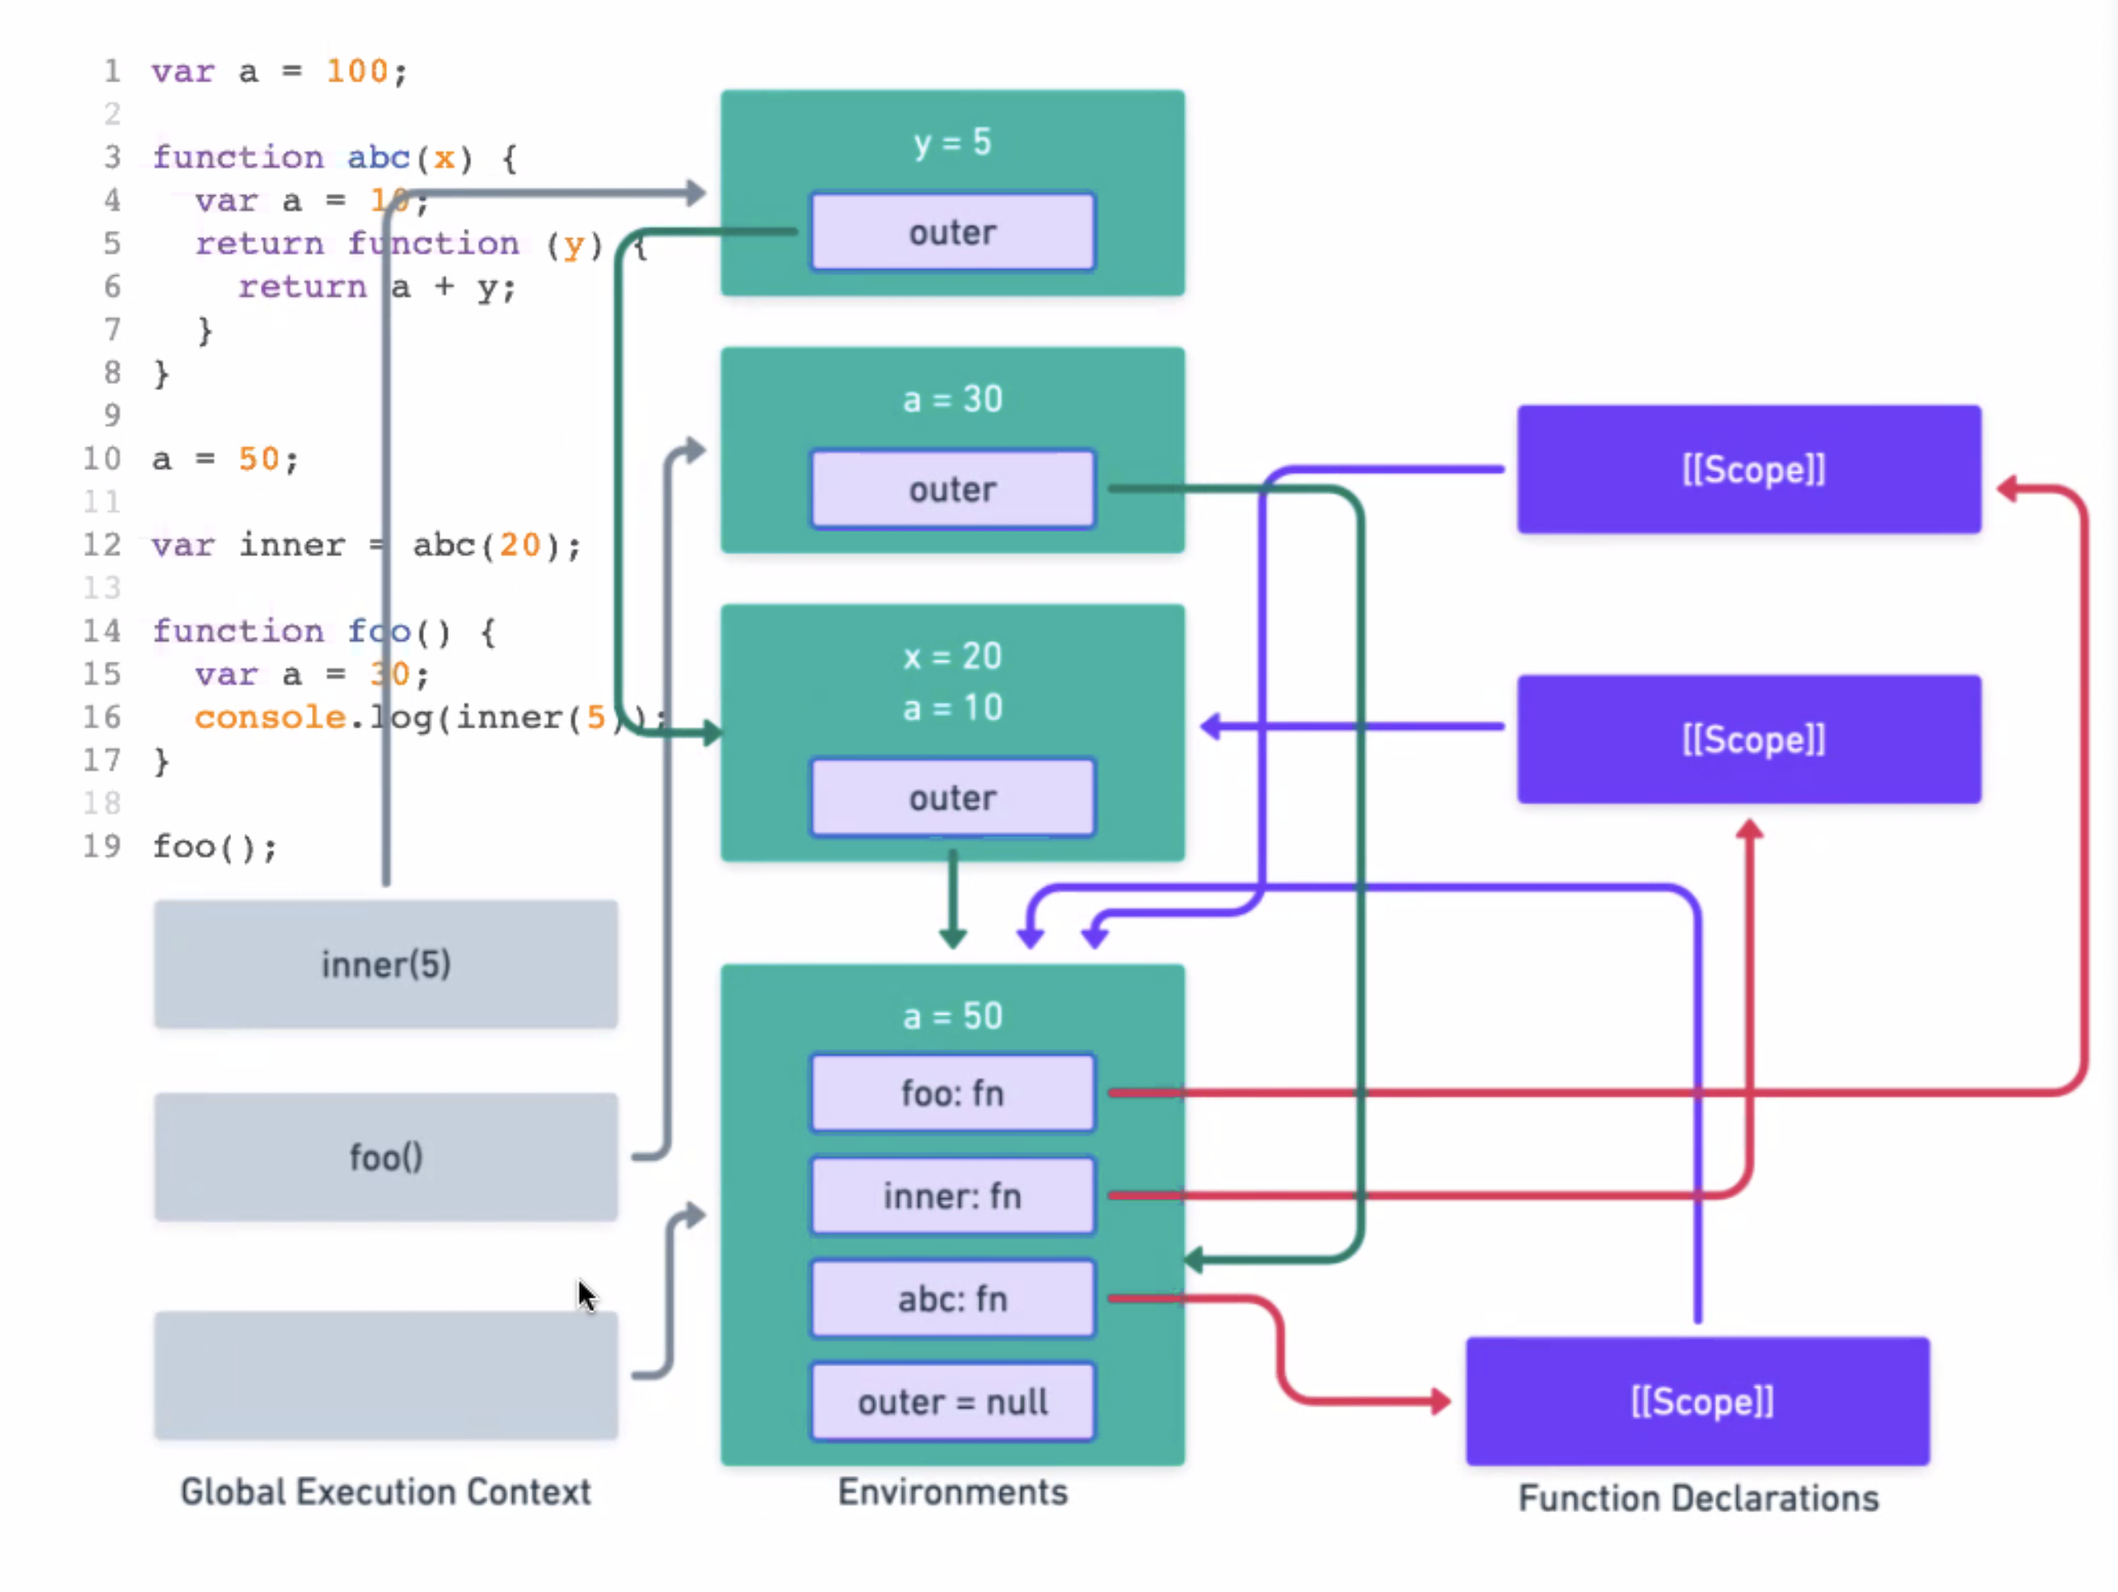 1 var a = 100;
2
3 function abc(x) {
4 var a = 10;
5 return function (y) {
6 return a + y;
7 }
8 }
9
10 a = 50;
11
12 var inner = abc(20);
13
14 function foo() {
15 var a = 30;
16 console.log(inner(5));
17 }
18
19 foo();
inner(5)
foo()
Global Execution Context
y = 5
outer
a = 30
outer
x = 20
a = 10
outer
a = 50
foo: fn
inner: fn
abc: fn
outer = null
Environments
[[Scope]]
[[Scope]]
[[Scope]]
Function Declarations